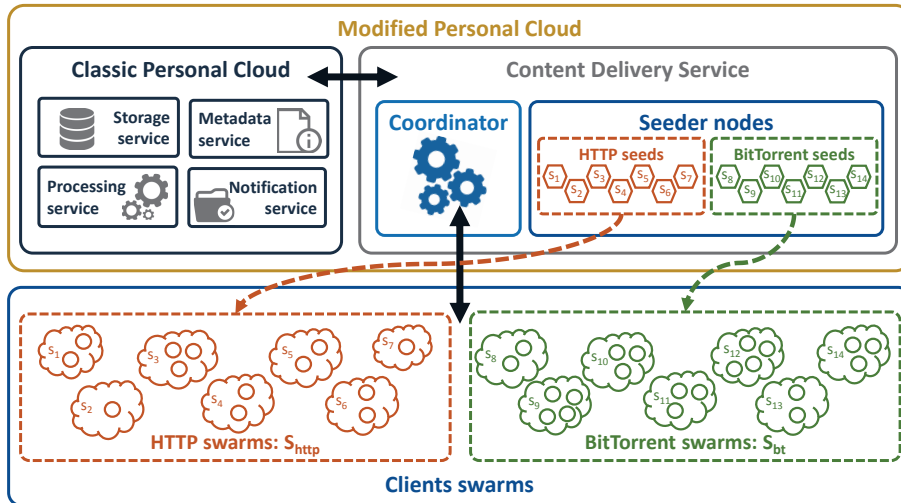 Modified Personal Cloud
Classic Personal Cloud
Storage
service
Metadata
service
Processing
service
Notification
service
Content Delivery Service
Coordinator
Seeder nodes
HTTP seeds
S1 S2 S3 S4 S5 S6 S7
BitTorrent seeds
S8 S9 S10 S11 S12 S13 S14
S1 S2 S3 S4 S5 S6 S7
HTTP swarms: Shttp
S8 S9 S10 S11 S12 S13 S14
BitTorrent swarms: Sbt
Clients swarms